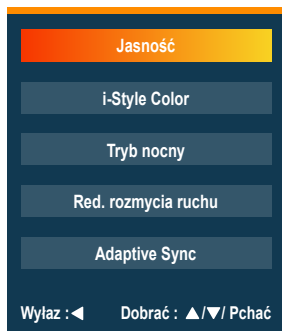 Jasność
i-Style Color
Tryb nocny
Red. rozmycia ruchu
Adaptive Sync
Wyłaz :◀ Dobrać : ▲/▼/ Pchać